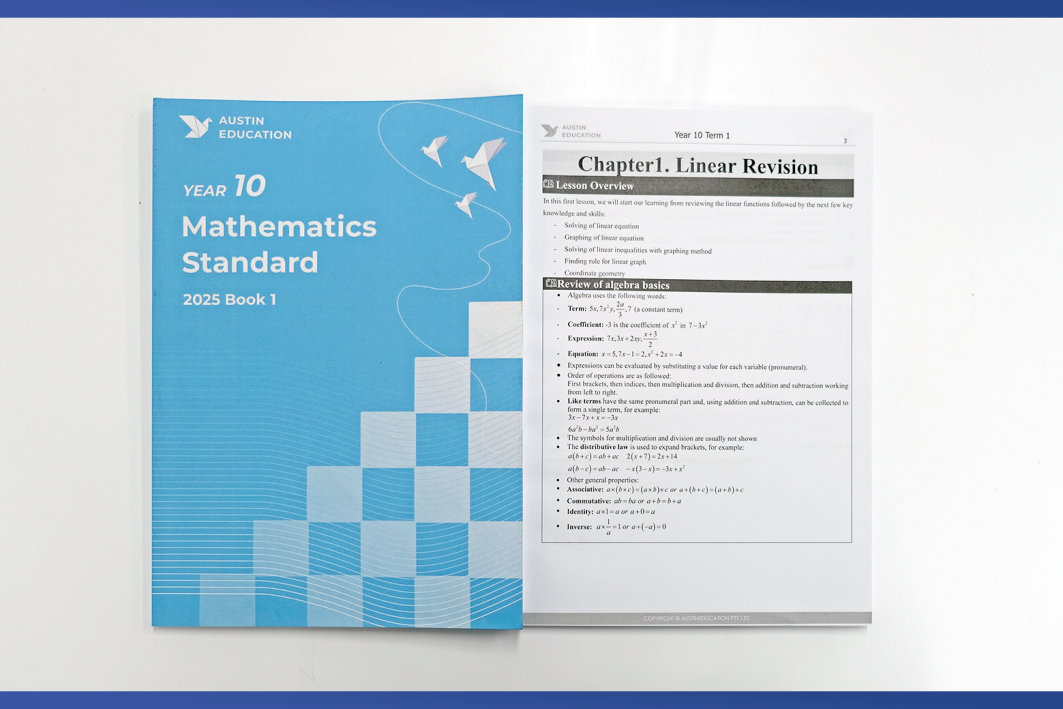 AUSTIN
EDUCATION
YEAR 10
Mathematics
Standard
2025 Book 1
AUSTIN
EDUCATION
Year 10 Term 1
3
Chapter1. Linear Revision
Lesson Overview
In this first lesson, we will start our learning from reviewing the linear functions followed by the next few key
knowledge and skills:
- Solving of linear equation
- Graphing of linear equation
- Solving of linear inequalities with graphing method
- Finding rule for linear graph
- Coordinate geometry
Review of algebra basics
• Algebra uses the following words:
- Term: 5x, 7x²y, 2a/3, 7 (a constant term)
- Coefficient: -3 is the coefficient of x² in 7−3x²
- Expression: 7x, 3x+2xy, (x+3)/2
- Equation: x=5, 7x−1=2, x²+2x=−4
• Expressions can be evaluated by substituting a value for each variable (pronumeral).
• Order of operations are as followed:
First brackets, then indices, then multiplication and division, then addition and subtraction working
from left to right.
• Like terms have the same pronumeral part and, using addition and subtraction, can be collected to
form a single term, for example:
3x−7x+x=−3x
6a²b−ba²=5a²b
• The symbols for multiplication and division are usually not shown
• The distributive law is used to expand brackets, for example:
a(b+c)=ab+ac 2(x+7)=2x+14
a(b−c)=ab−ac −x(3−x)=−3x+x²
• Other general properties:
• Associative: a×(b×c)=(a×b)×c or a+(b+c)=(a+b)+c
• Commutative: ab=ba or a+b=b+a
• Identity: a×1=a or a+0=a
• Inverse: a×1/a=1 or a+(−a)=0
COPYRIGHT © AUSTINEDUCATION PTY LTD